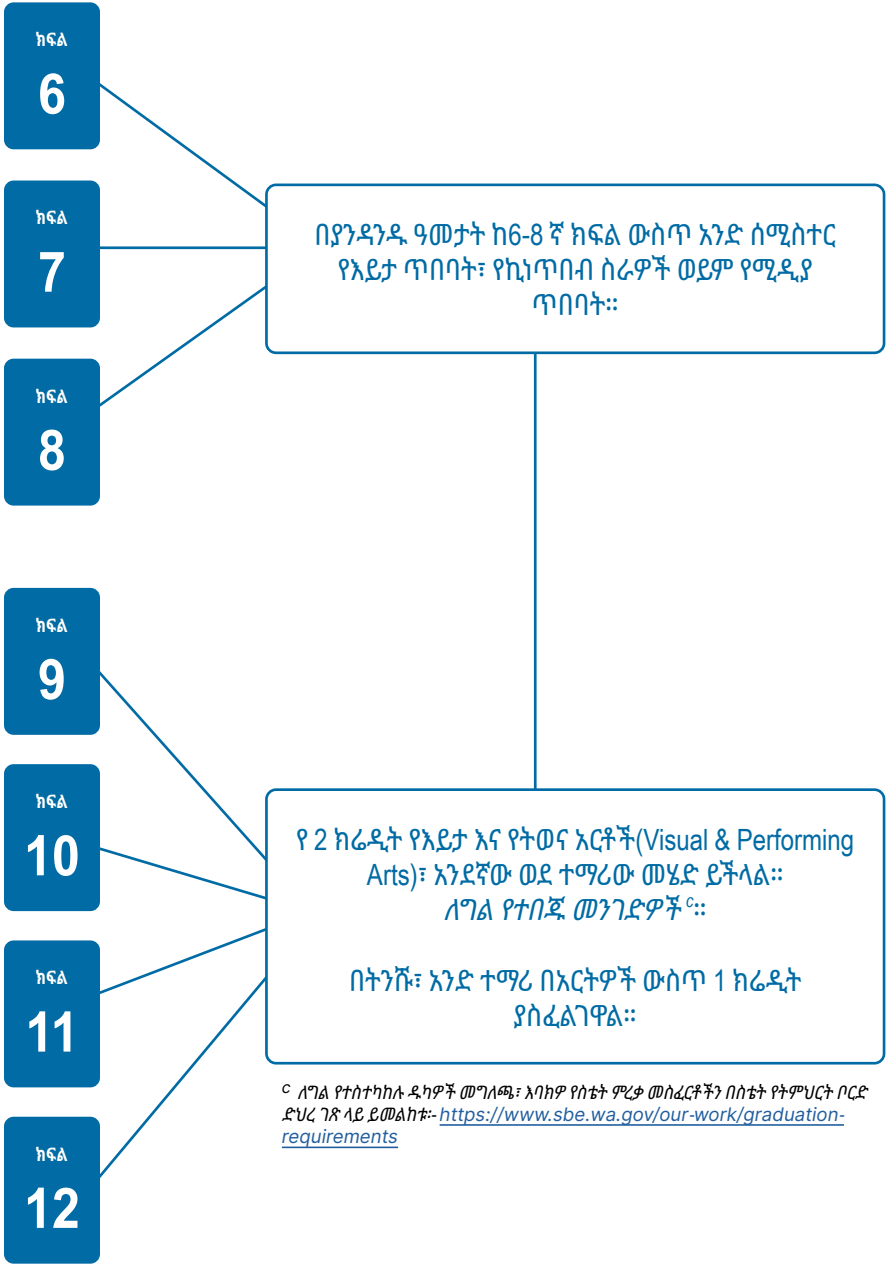 ክፍል
6
ክፍል
7
ክፍል
8
በያንዳንዱ ዓመታት ከ6-8 ኛ ክፍል ውስጥ አንድ ሰሚስተር
የእይታ ጥበባት፣ የኪነጥበብ ስራዎች ወይም የሚዲያ
ጥበባት።
ክፍል
9
ክፍል
10
ክፍል
11
ክፍል
12
የ 2 ክሬዲት የእይታ እና የትወና አርቶች(Visual & Performing
Arts)፣ አንደኛው ወደ ተማሪው መሄድ ይችላል።
ለግል የተበጁ መንገድዎች ᶜ።
በትንሹ፣ አንድ ተማሪ በአርትዎች ውስጥ 1 ክሬዲት
ያስፈልገዋል።
ᶜ ለግል የተስተካከሉ ዱካዎች መግለጫ፣ እባክዎ የስቴት ምረቃ መስፈርቶችን በስቴት የትምህርት ቦርድ
ድህረ ገጽ ላይ ይመልከቱ፦ https://www.sbe.wa.gov/our-work/graduation-
requirements